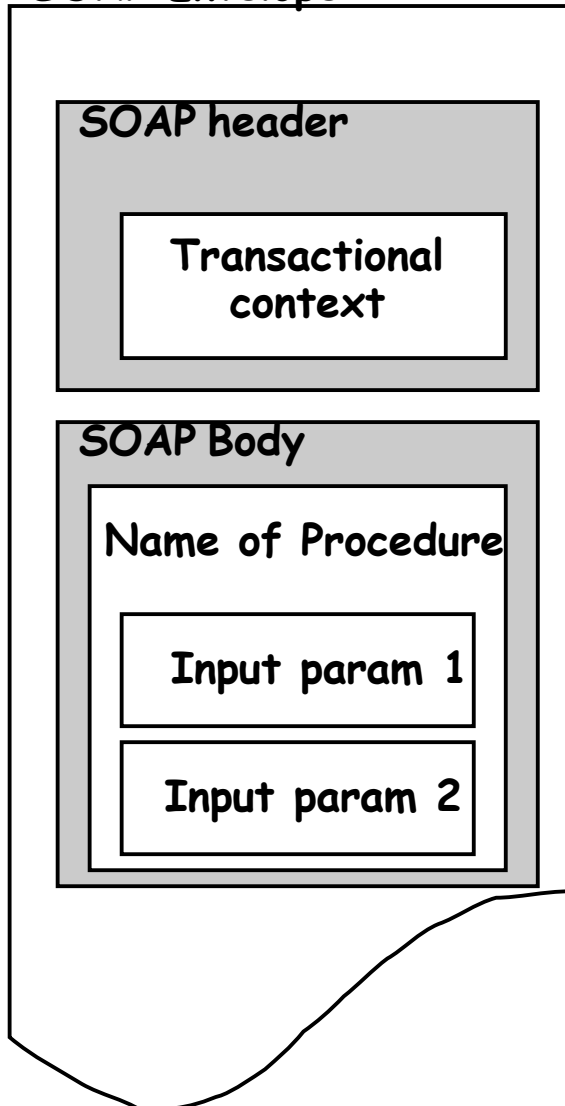 SOAP header
Transactional
context
SOAP Body
Name of Procedure
Input param 1
Input param 2